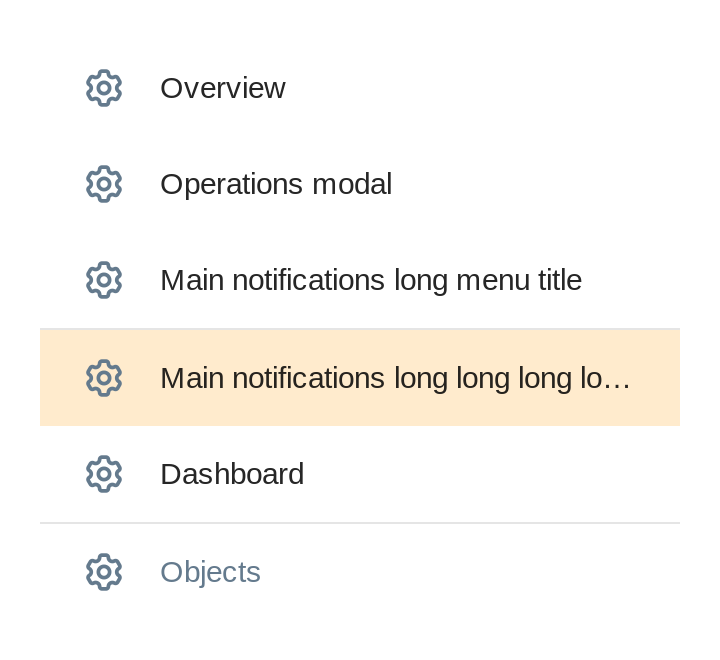 Overview
Operations modal
Main notifications long menu title
Main notifications long long long lo…
Dashboard
Objects